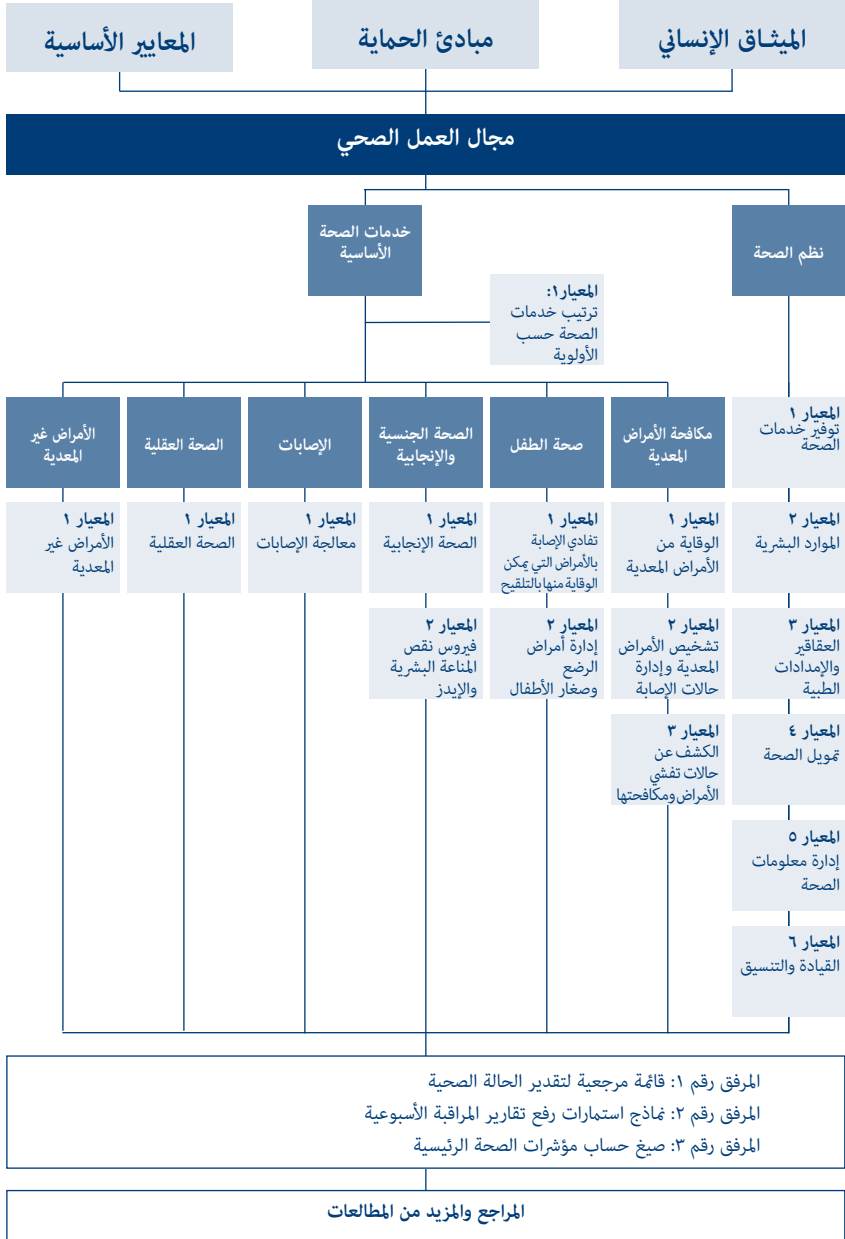 الميثـاق الإنساني
مبادئ الحماية
المعايير الأساسية
مجال العمل الصحي
نظم الصحة
خدمات الصحة
الأساسية
المعيار١:
ترتيب خدمات
الصحة حسب
الأولوية
المعيار ١
توفير خدمات
الصحة
المعيار ٢
الموارد البشرية
المعيار ٣
العقاقير
والإمدادات
الطبية
المعيار ٤
تمويل الصحة
المعيار ٥
إدارة معلومات
الصحة
المعيار ٦
القيادة والتنسيق
مكافحة الأمراض
المعدية
المعيار ١
الوقاية من
الأمراض المعدية
المعيار ٢
تشخيص الأمراض
المعدية وإدارة
حالات الإصابة
المعيار ٣
الكشف عن
حالات تفشي
الأمراض ومكافحتها
صحة الطفل
المعيار ١
تفادي الإصابة
بالأمراض التي يمكن
الوقاية منها بالتلقيح
المعيار ٢
إدارة أمراض
الرضع
وصغار الأطفال
الصحة الجنسية
والإنجابية
المعيار ١
الصحة الإنجابية
المعيار ٢
فيروس نقص
المناعة البشرية
والإيدز
الإصابات
المعيار ١
معالجة الإصابات
الصحة العقلية
المعيار ١
الصحة العقلية
الأمراض غير
المعدية
المعيار ١
الأمراض غير
المعدية
المرفق رقم ١: قائمة مرجعية لتقدير الحالة الصحية
المرفق رقم ٢: نماذج استمارات رفع تقارير المراقبة الأسبوعية
المرفق رقم ٣: صيغ حساب مؤشرات الصحة الرئيسية
المراجع والمزيد من المطالعات